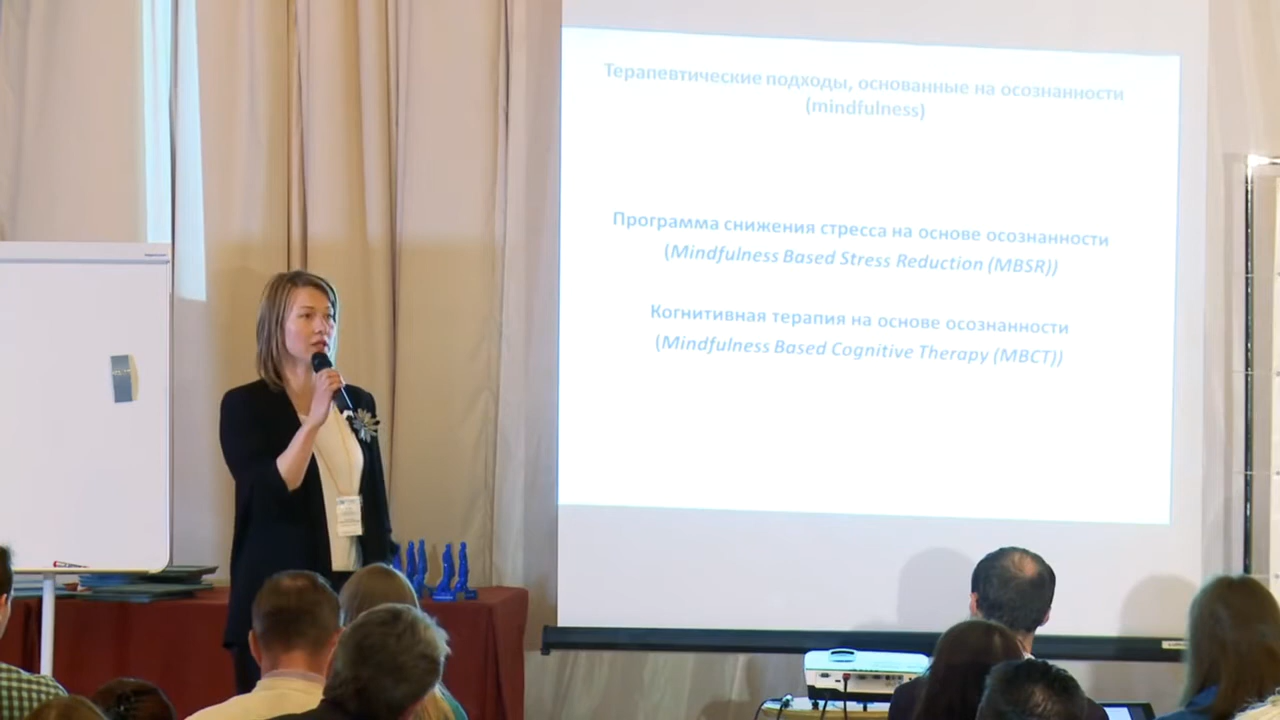 Терапевтические подходы, основанные на осознанности
(mindfulness)
Программа снижения стресса на основе осознанности
(Mindfulness Based Stress Reduction (MBSR))
Когнитивная терапия на основе осознанности
(Mindfulness Based Cognitive Therapy (MBCT))